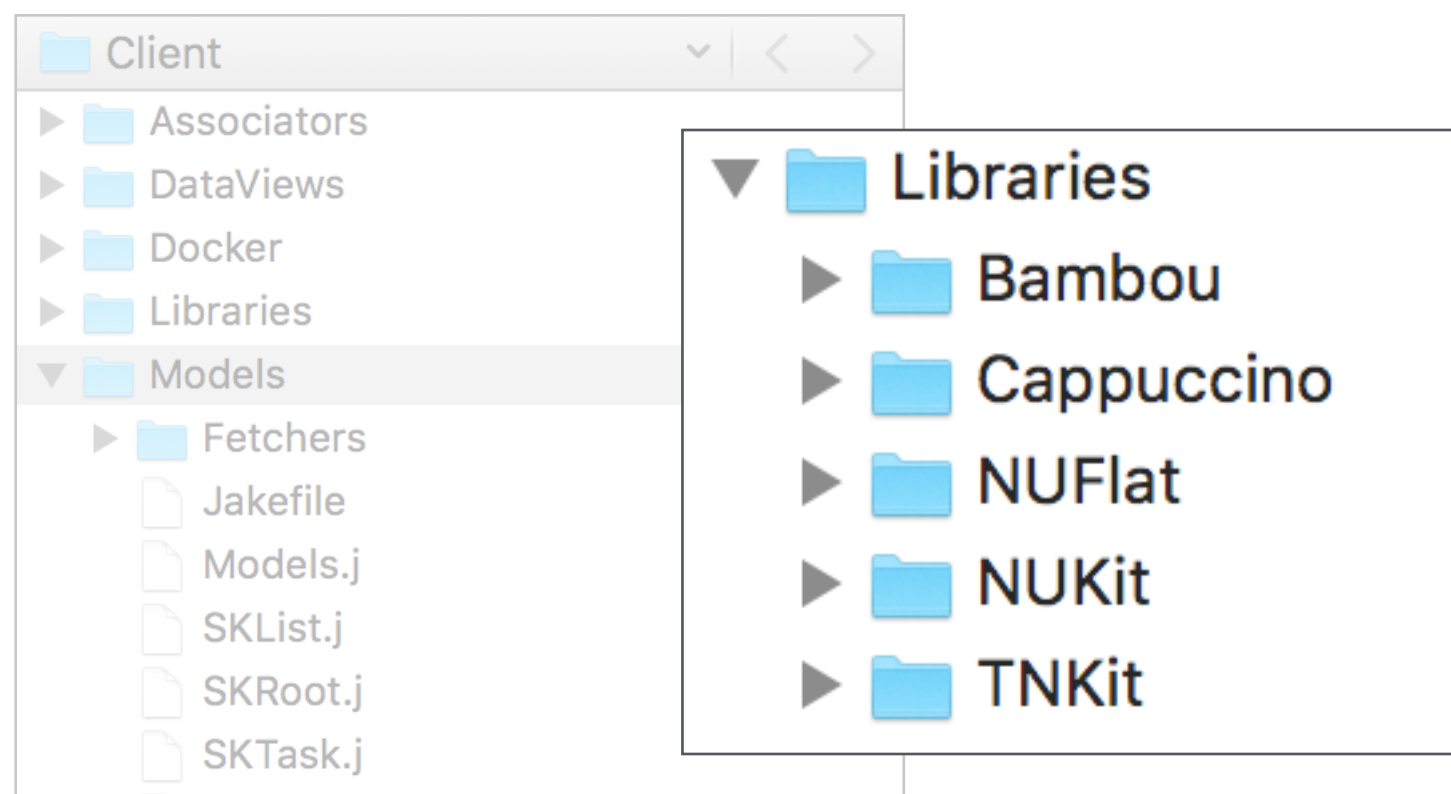 Client
Associators
DataViews
Docker
Libraries
Models
Fetchers
Jakefile
Models.j
SKList.j
SKRoot.j
SKTask.j
Libraries
Bambou
Cappuccino
NUFlat
NUKit
TNKit